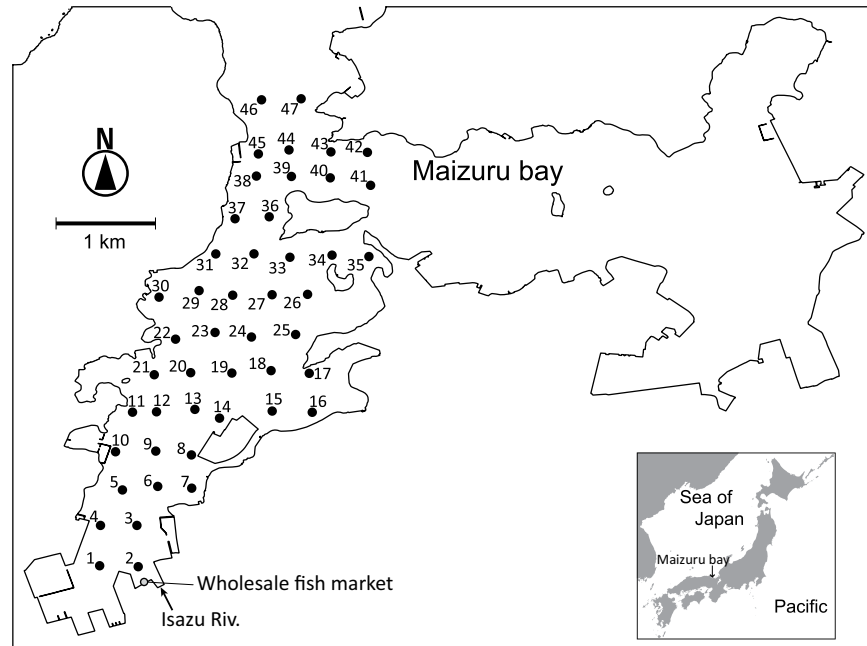 46 47
45 44 43 42
N
38 39 40 41
Maizuru bay
37 36
1 km
31 32 33 34 35
30 29 28 27 26
22 23 24 25
21 20 19 18 17
11 12 13 14 15 16
10 9 8
5 6 7
4 3
1 2
Wholesale fish market
Isazu Riv.
Sea of
Japan
Maizuru bay
Pacific